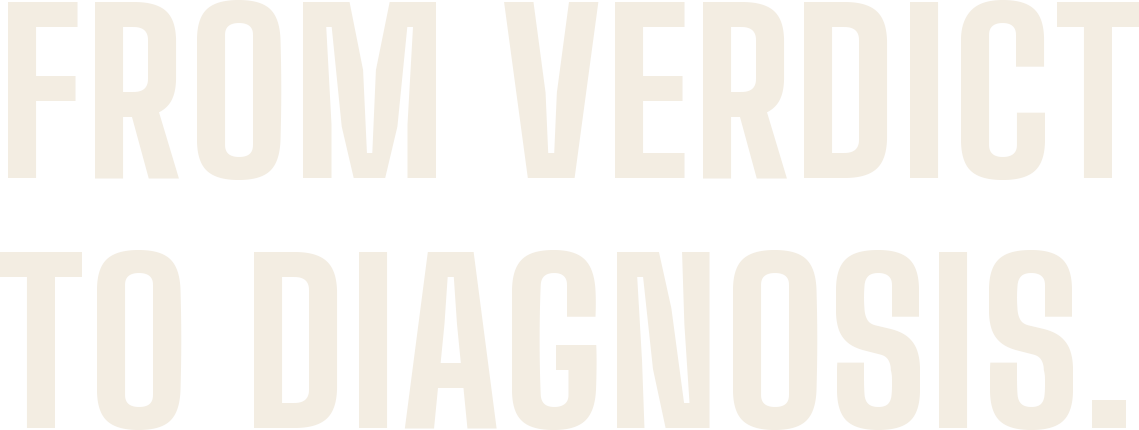 FROM VERDICT
TO DIAGNOSIS.